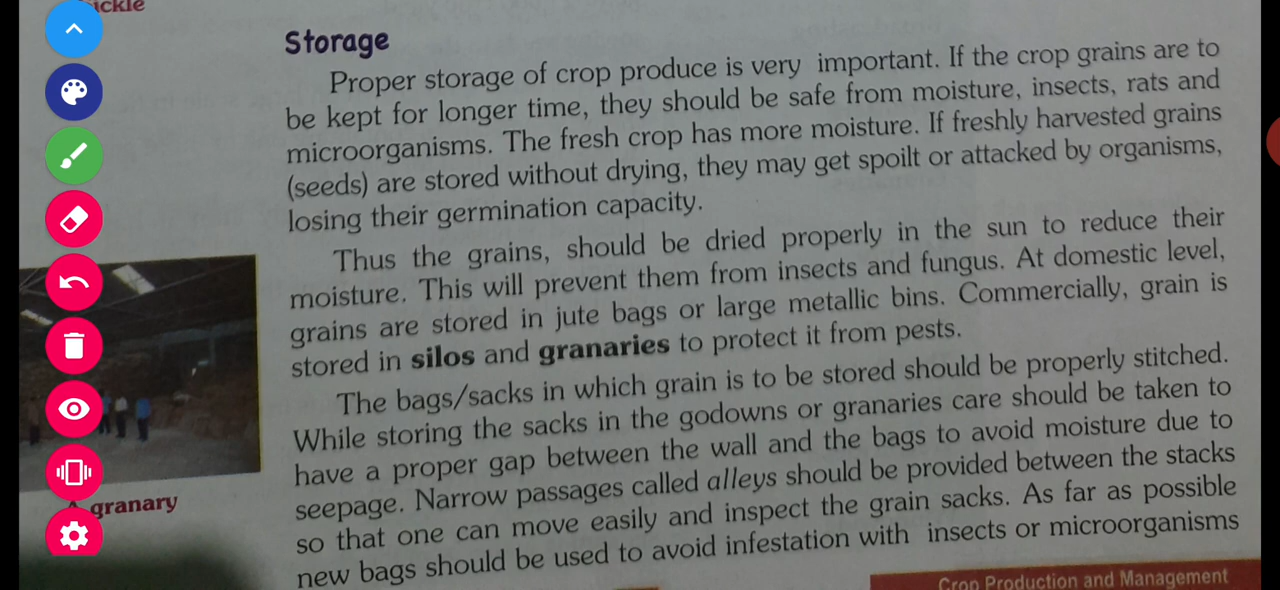 ickle
Storage
Proper storage of crop produce is very important. If the crop grains are to
be kept for longer time, they should be safe from moisture, insects, rats and
microorganisms. The fresh crop has more moisture. If freshly harvested grains
(seeds) are stored without drying, they may get spoilt or attacked by organisms,
losing their germination capacity.
Thus the grains, should be dried properly in the sun to reduce their
moisture. This will prevent them from insects and fungus. At domestic level,
grains are stored in jute bags or large metallic bins. Commercially, grain is
stored in silos and granaries to protect it from pests.
The bags/sacks in which grain is to be stored should be properly stitched.
While storing the sacks in the godowns or granaries care should be taken to
have a proper gap between the wall and the bags to avoid moisture due to
seepage. Narrow passages called alleys should be provided between the stacks
so that one can move easily and inspect the grain sacks. As far as possible
new bags should be used to avoid infestation with insects or microorganisms
granary
Crop Production and Management